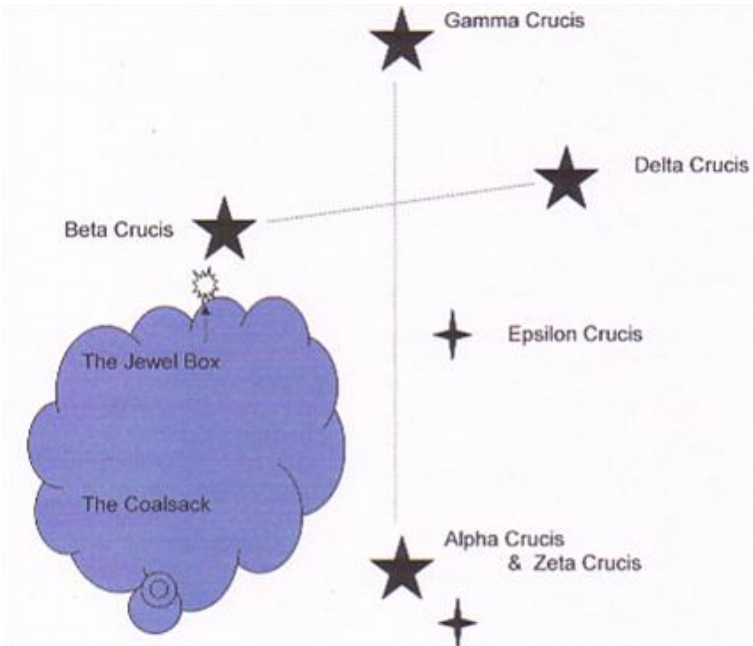 Gamma Crucis
Delta Crucis
Beta Crucis
Epsilon Crucis
The Jewel Box
The Coalsack
Alpha Crucis
& Zeta Crucis